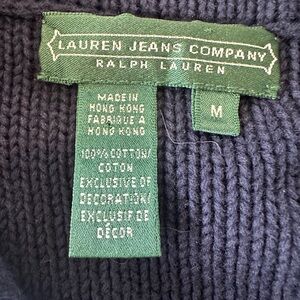 LAUREN JEANS COMPANY
RALPH LAUREN
MADE IN
HONG KONG
FABRIQUE A
HONG KONG
M
100% COTTON/
COTON
EXCLUSIVE OF
DECORATION/
EXCLUSIF DE
DÉCOR